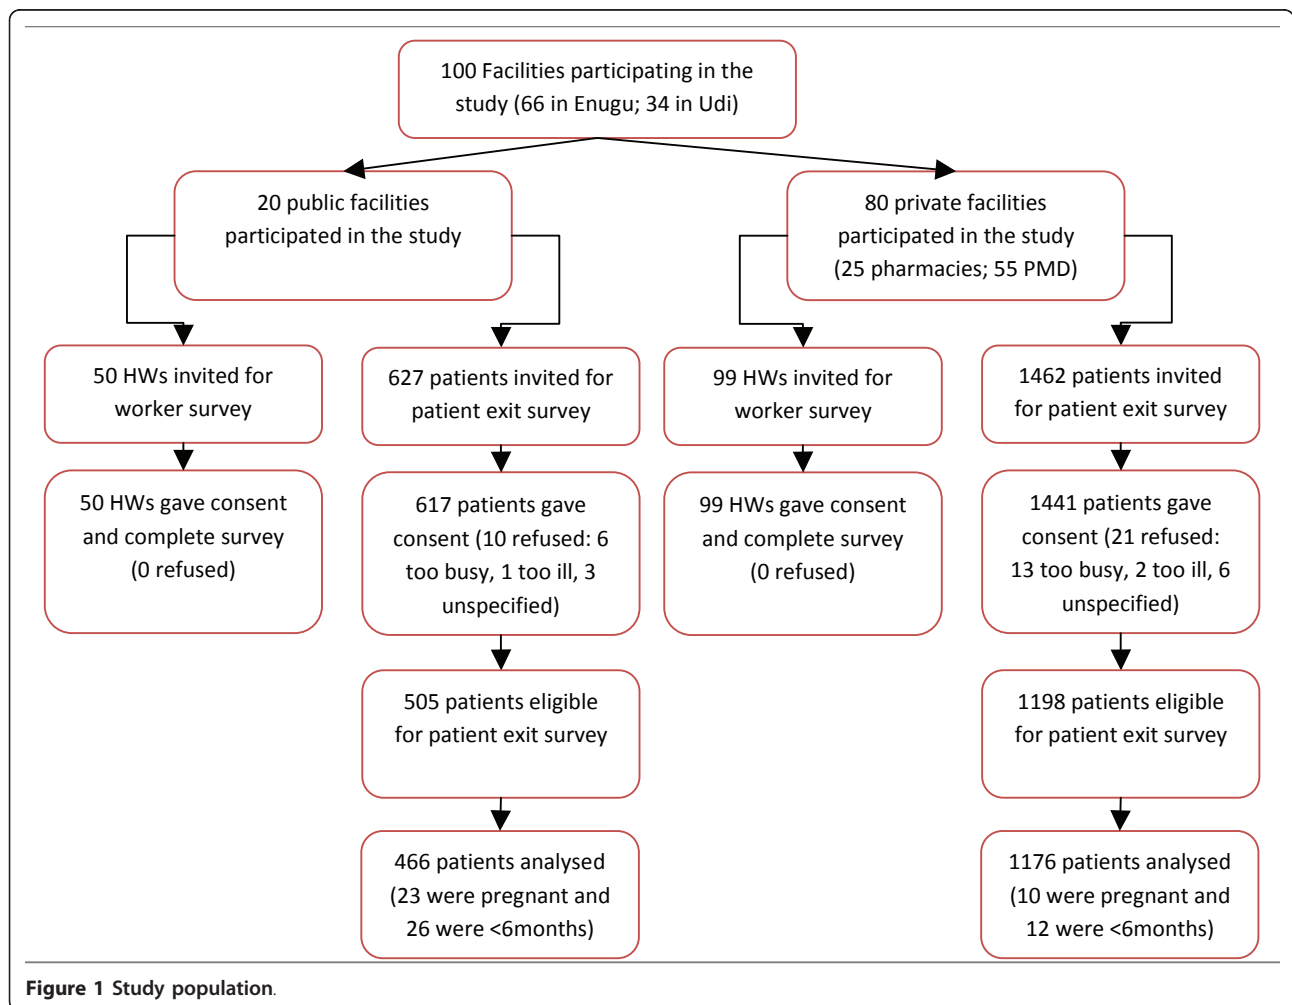 100 Facilities participating in the
study (66 in Enugu; 34 in Udi)
20 public facilities
participated in the study
80 private facilities
participated in the study
(25 pharmacies; 55 PMD)
50 HWs invited for
worker survey
627 patients invited for
patient exit survey
99 HWs invited for
worker survey
1462 patients invited
for patient exit survey
50 HWs gave consent
and complete survey
(0 refused)
617 patients gave
consent (10 refused: 6
too busy, 1 too ill, 3
unspecified)
99 HWs gave consent
and complete survey
(0 refused)
1441 patients gave
consent (21 refused:
13 too busy, 2 too ill, 6
unspecified)
505 patients eligible
for patient exit survey
1198 patients eligible
for patient exit survey
466 patients analysed
(23 were pregnant and
26 were <6months)
1176 patients analysed
(10 were pregnant and
12 were <6months)
Figure 1 Study population.